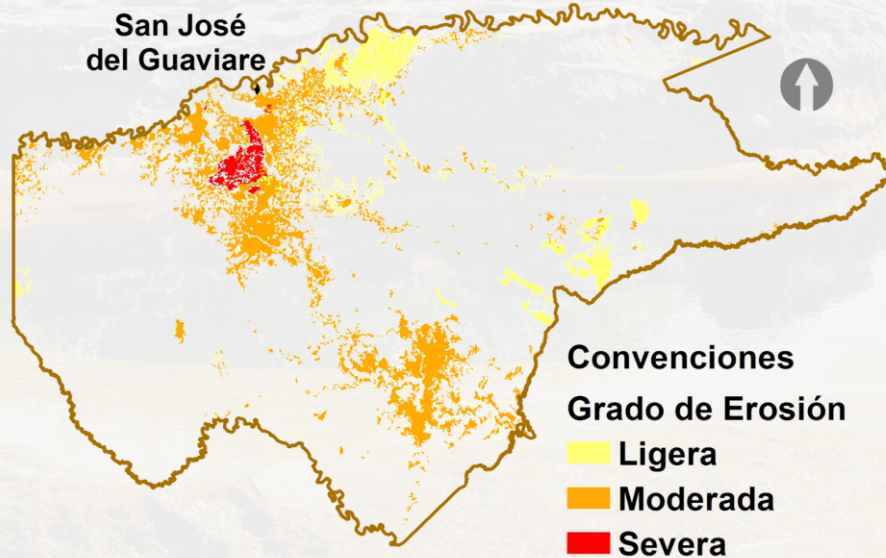 San José
del Guaviare
Convenciones
Grado de Erosión
Ligera
Moderada
Severa